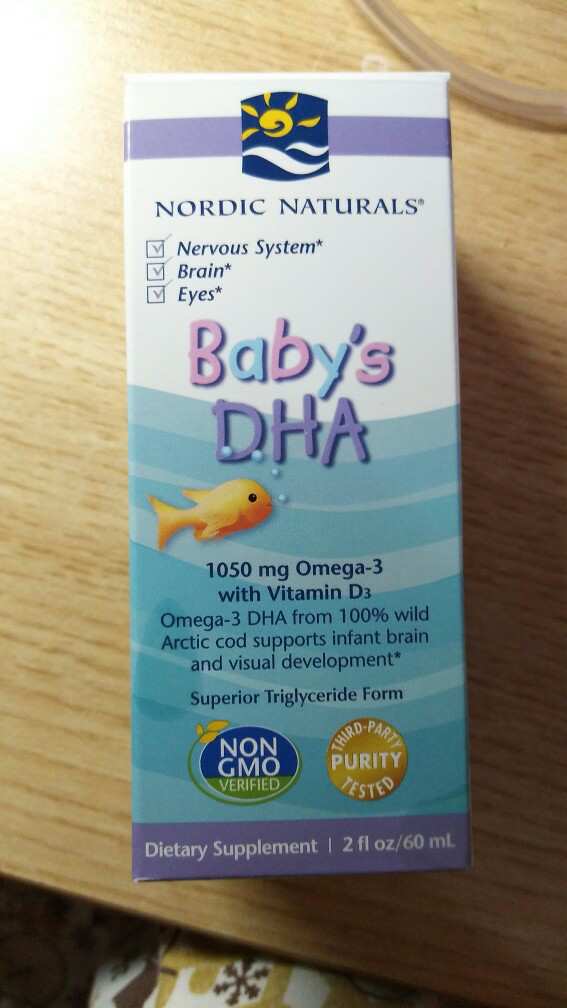 NORDIC NATURALS®
Nervous System*
Brain*
Eyes*
Baby's
DHA
1050 mg Omega-3
with Vitamin D3
Omega-3 DHA from 100% wild
Arctic cod supports infant brain
and visual development*
Superior Triglyceride Form
NON
GMO
VERIFIED
THIRD-PARTY
PURITY
TESTED
Dietary Supplement | 2 fl oz/60 mL